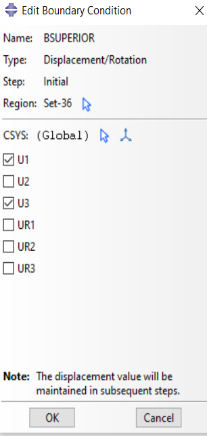 Edit Boundary Condition
Name: BSUPERIOR
Type: Displacement/Rotation
Step: Initial
Region: Set-36
CSYS: (Global)
U1
U2
U3
UR1
UR2
UR3
Note: The displacement value will be
maintained in subsequent steps.
OK Cancel